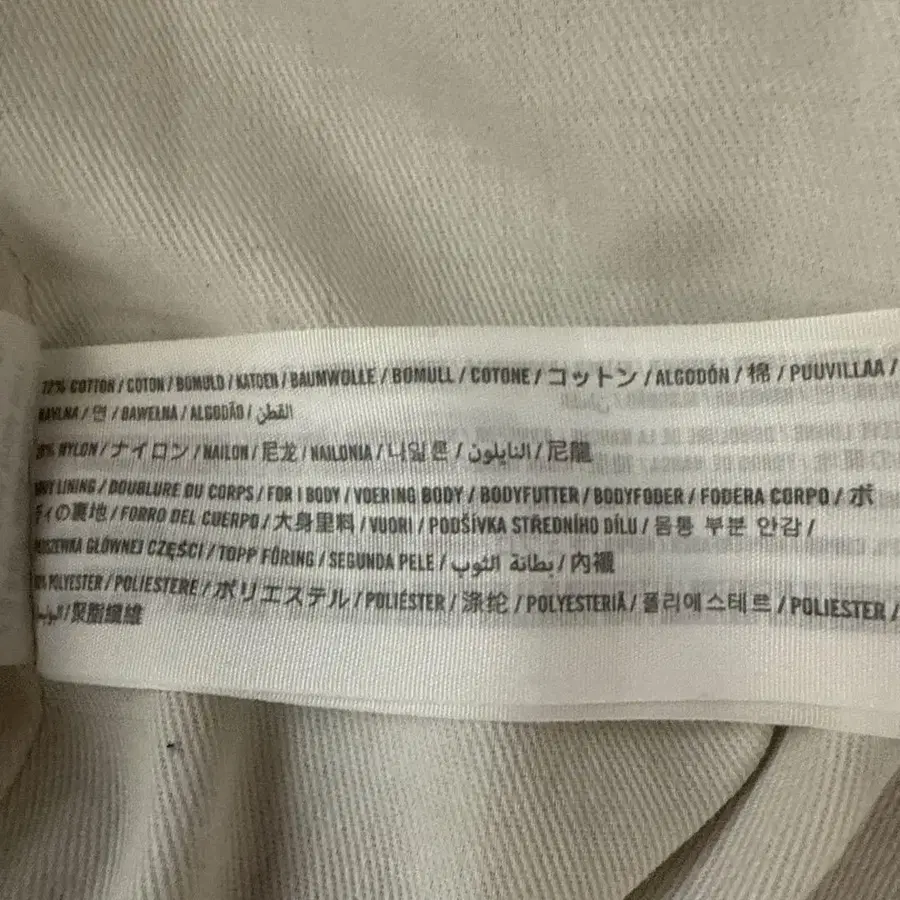 72% COTTON / COTON / BOMULD / KATOEN / BAUMWOLLE / BOMULL / COTONE / コットン / ALGODÓN / 棉 / PUUVILLAA /
BAVLNA / 면 / BAWEŁNA / ALGODÃO / القطن
NYLON / ナイロン / NAILON / 尼龙 / NAILONIA / 나일론 / النايلون / 尼龍
LINING / DOUBLURE DU CORPS / FOR I BODY / VOERING BODY / BODYFUTTER / BODYFODER / FODERA CORPO / ボ
ディの裏地 / FORRO DEL CUERPO / 大身里料 / VUORI / PODŠÍVKA STŘEDNÍHO DÍLU / 몸통 부분 안감 /
GŁÓWNEJ CZĘŚCI / TOPP FÔRING / SEGUNDA PELE / بطانة الثوب / 內襯
POLYESTER / POLIESTERE / ポリエステル / POLIÉSTER / 涤纶 / POLYESTERIÄ / 폴리에스테르 / POLIESTER /
/ 聚酯纖維